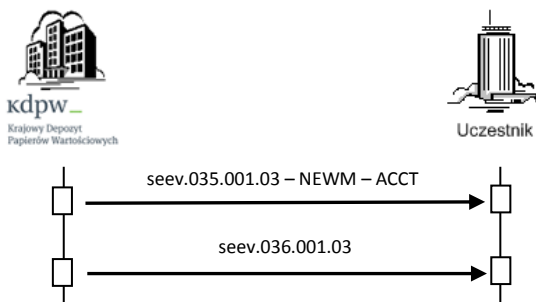 kdpw_
Krajowy Depozyt
Papierów Wartościowych
Uczestnik
seev.035.001.03 – NEWM – ACCT
seev.036.001.03